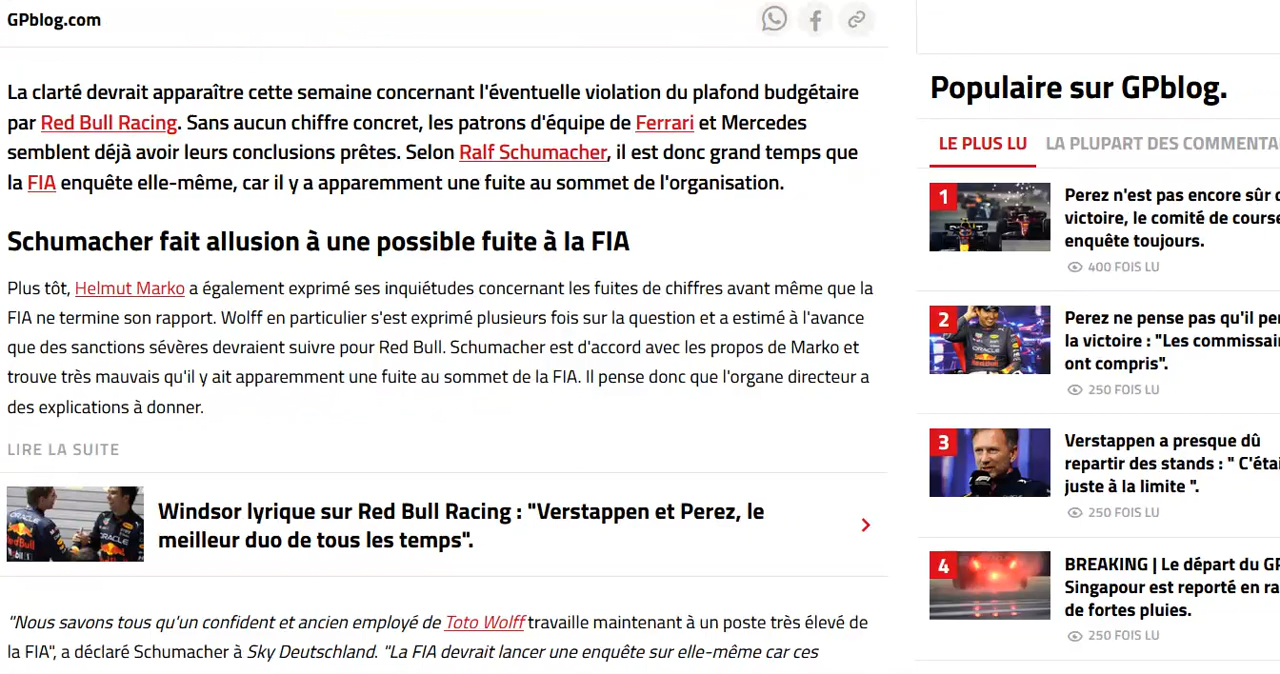 GPblog.com
La clarté devrait apparaître cette semaine concernant l'éventuelle violation du plafond budgétaire
par Red Bull Racing. Sans aucun chiffre concret, les patrons d'équipe de Ferrari et Mercedes
semblent déjà avoir leurs conclusions prêtes. Selon Ralf Schumacher, il est donc grand temps que
la FIA enquête elle-même, car il y a apparemment une fuite au sommet de l'organisation.
Schumacher fait allusion à une possible fuite à la FIA
Plus tôt, Helmut Marko a également exprimé ses inquiétudes concernant les fuites de chiffres avant même que la
FIA ne termine son rapport. Wolff en particulier s'est exprimé plusieurs fois sur la question et a estimé à l'avance
que des sanctions sévères devraient suivre pour Red Bull. Schumacher est d'accord avec les propos de Marko et
trouve très mauvais qu'il y ait apparemment une fuite au sommet de la FIA. Il pense donc que l'organe directeur a
des explications à donner.
LIRE LA SUITE
Windsor lyrique sur Red Bull Racing : "Verstappen et Perez, le
meilleur duo de tous les temps".
"Nous savons tous qu'un confident et ancien employé de Toto Wolff travaille maintenant à un poste très élevé de
la FIA", a déclaré Schumacher à Sky Deutschland. "La FIA devrait lancer une enquête sur elle-même car ces
Populaire sur GPblog.
LE PLUS LU LA PLUPART DES COMMENTA
1
Perez n'est pas encore sûr
victoire, le comité de course
enquête toujours.
400 FOIS LU
2
Perez ne pense pas qu'il
la victoire : "Les
ont compris".
250 FOIS LU
3
Verstappen a presque dû
repartir des stands : " C'étai
juste à la limite ".
250 FOIS LU
4
BREAKING | Le départ du GP
Singapour est reporté en
de fortes pluies.
250 FOIS LU